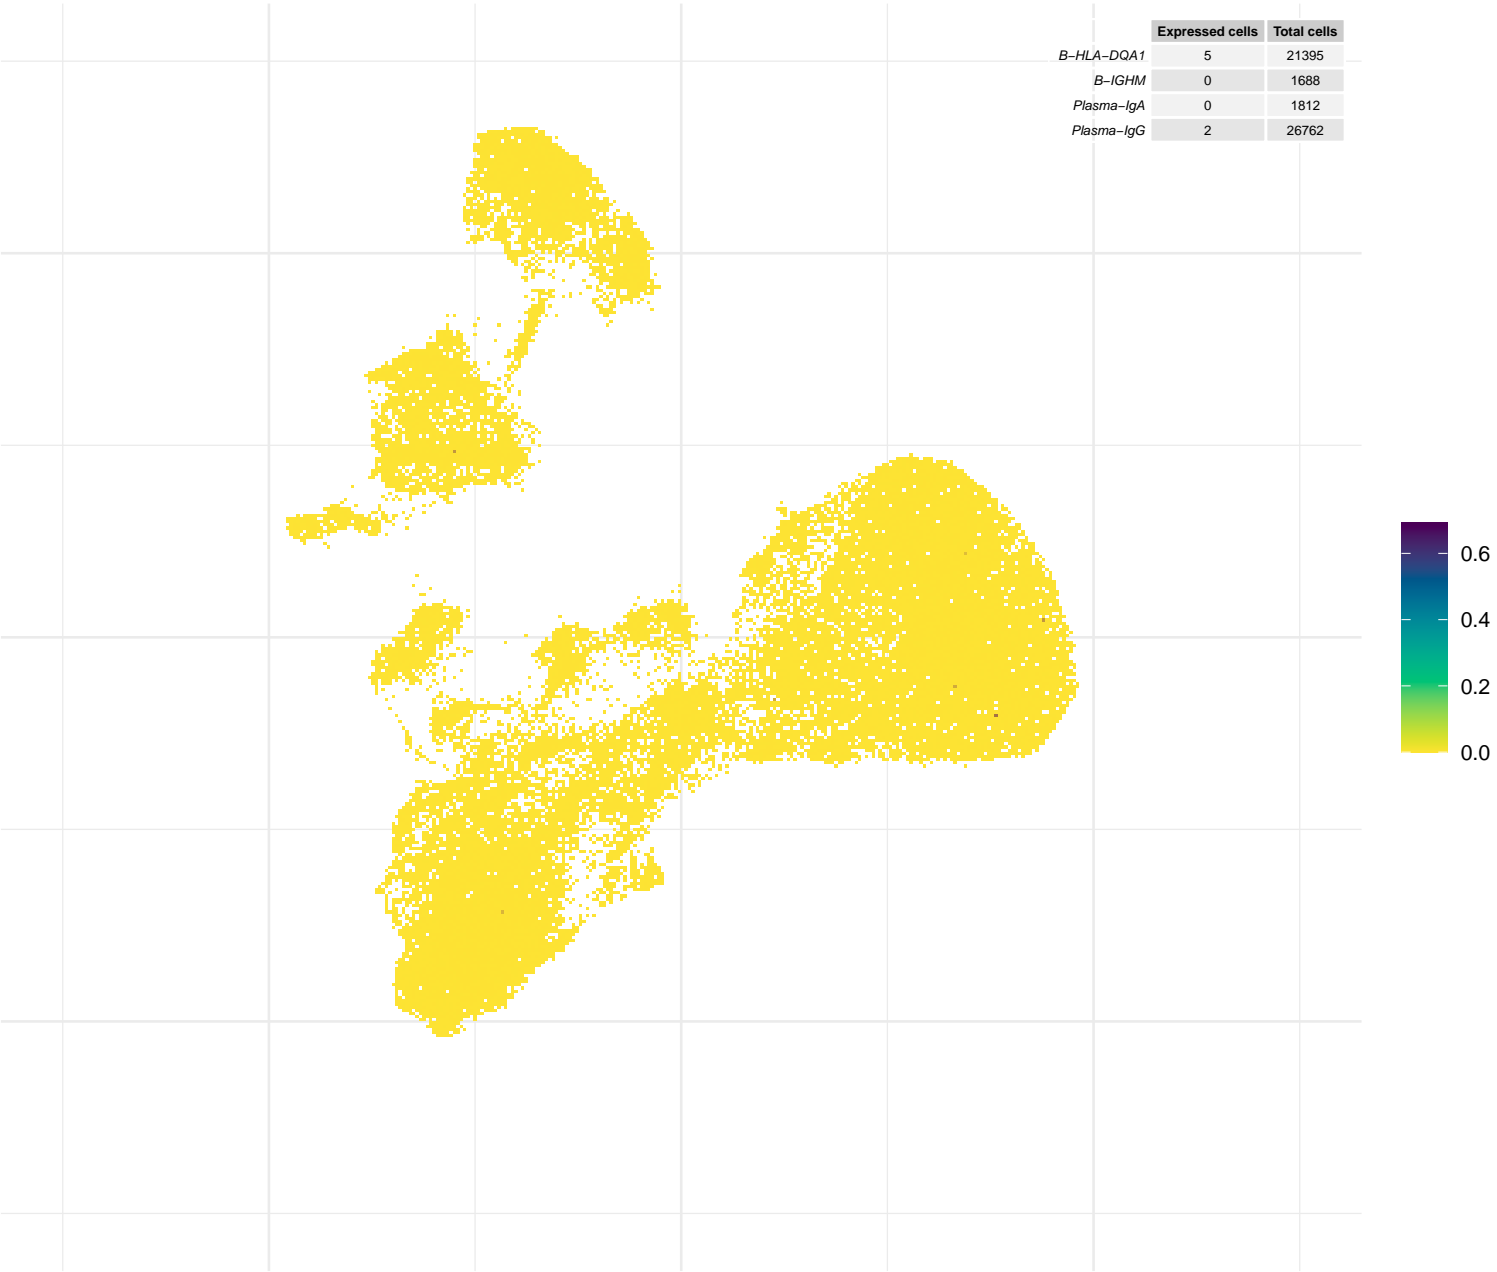 Expressed cells Total cells
B−HLA−DQA1 5 21395
B−IGHM 0 1688
Plasma−IgA 0 1812
Plasma−IgG 2 26762
0.6
0.4
0.2
0.0